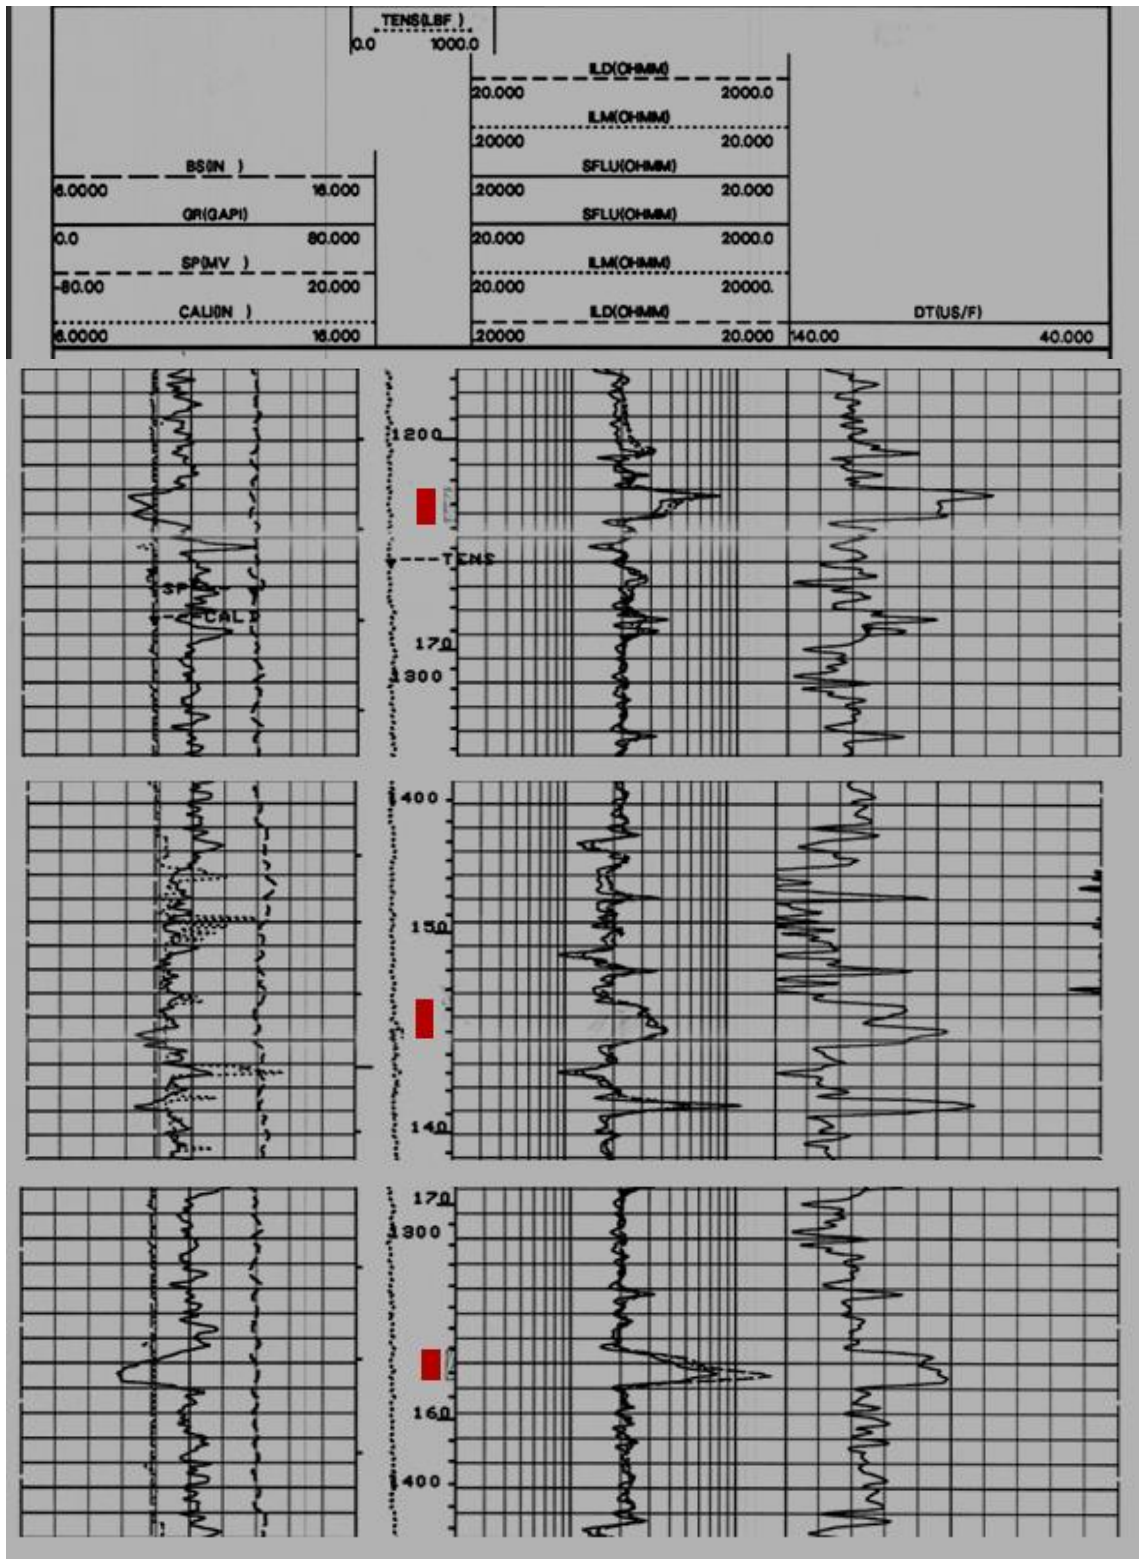 TENS(LBF )
0.0 1000.0
ILD(OHMM)
20.000 2000.0
ILM(OHMM)
.20000 20.000
BS(IN ) SFLU(OHMM)
6.0000 16.000 .20000 20.000
GR(GAPI) SFLU(OHMM)
0.0 80.000 20.000 2000.0
SP(MV ) ILM(OHMM)
-80.00 20.000 20.000 20000.
CALI(IN ) ILD(OHMM) DT(US/F)
6.0000 16.000 .20000 20.000 140.00 40.000
1200
---TENS
SP
CAL
170
1300
400
150
140
170
1300
160
400